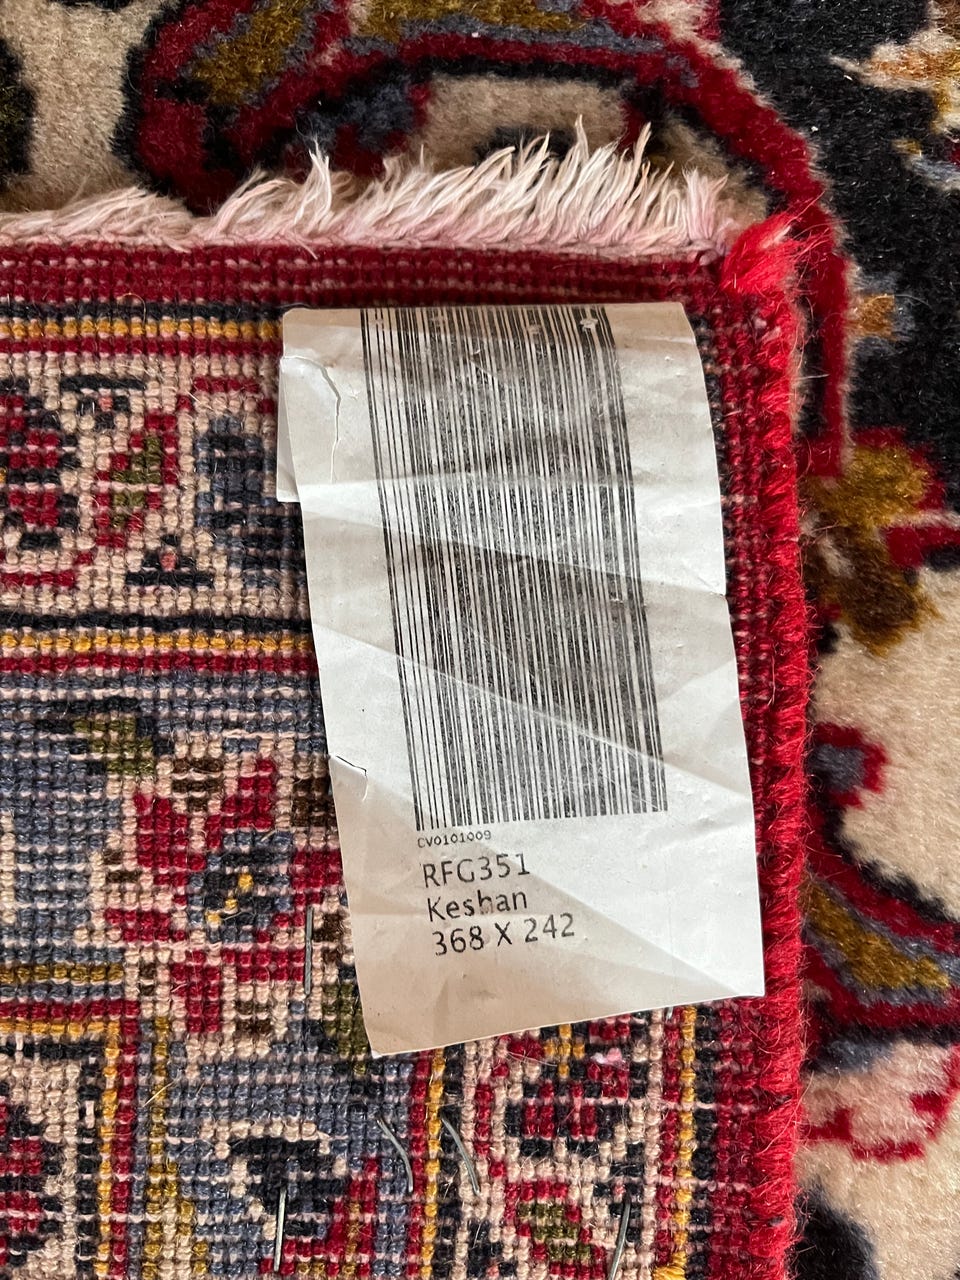 CV0101009
RFG351
Keshan
368 X 242